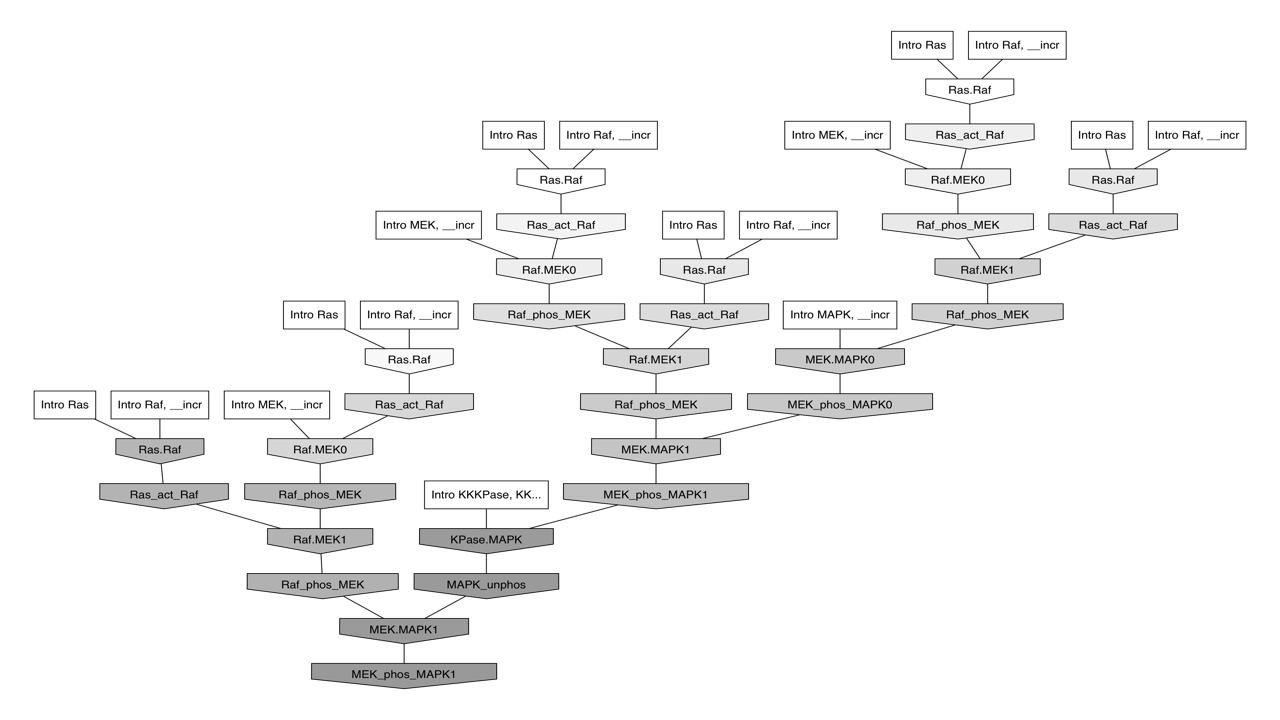 Intro Ras
Intro Raf, __incr
Ras.Raf
Intro Ras
Intro Raf, __incr
Intro MEK, __incr
Ras_act_Raf
Intro Ras
Intro Raf, __incr
Ras.Raf
Raf.MEK0
Ras.Raf
Intro MEK, __incr
Ras_act_Raf
Intro Ras
Intro Raf, __incr
Raf_phos_MEK
Ras_act_Raf
Raf.MEK0
Ras.Raf
Raf.MEK1
Intro Ras
Intro Raf, __incr
Raf_phos_MEK
Ras_act_Raf
Intro MAPK, __incr
Raf_phos_MEK
Ras.Raf
Raf.MEK1
MEK.MAPK0
Intro Ras
Intro Raf, __incr
Intro MEK, __incr
Ras_act_Raf
Raf_phos_MEK
MEK_phos_MAPK0
Ras.Raf
Raf.MEK0
MEK.MAPK1
Ras_act_Raf
Raf_phos_MEK
Intro KKKPase, KK...
MEK_phos_MAPK1
Raf.MEK1
KPase.MAPK
Raf_phos_MEK
MAPK_unphos
MEK.MAPK1
MEK_phos_MAPK1